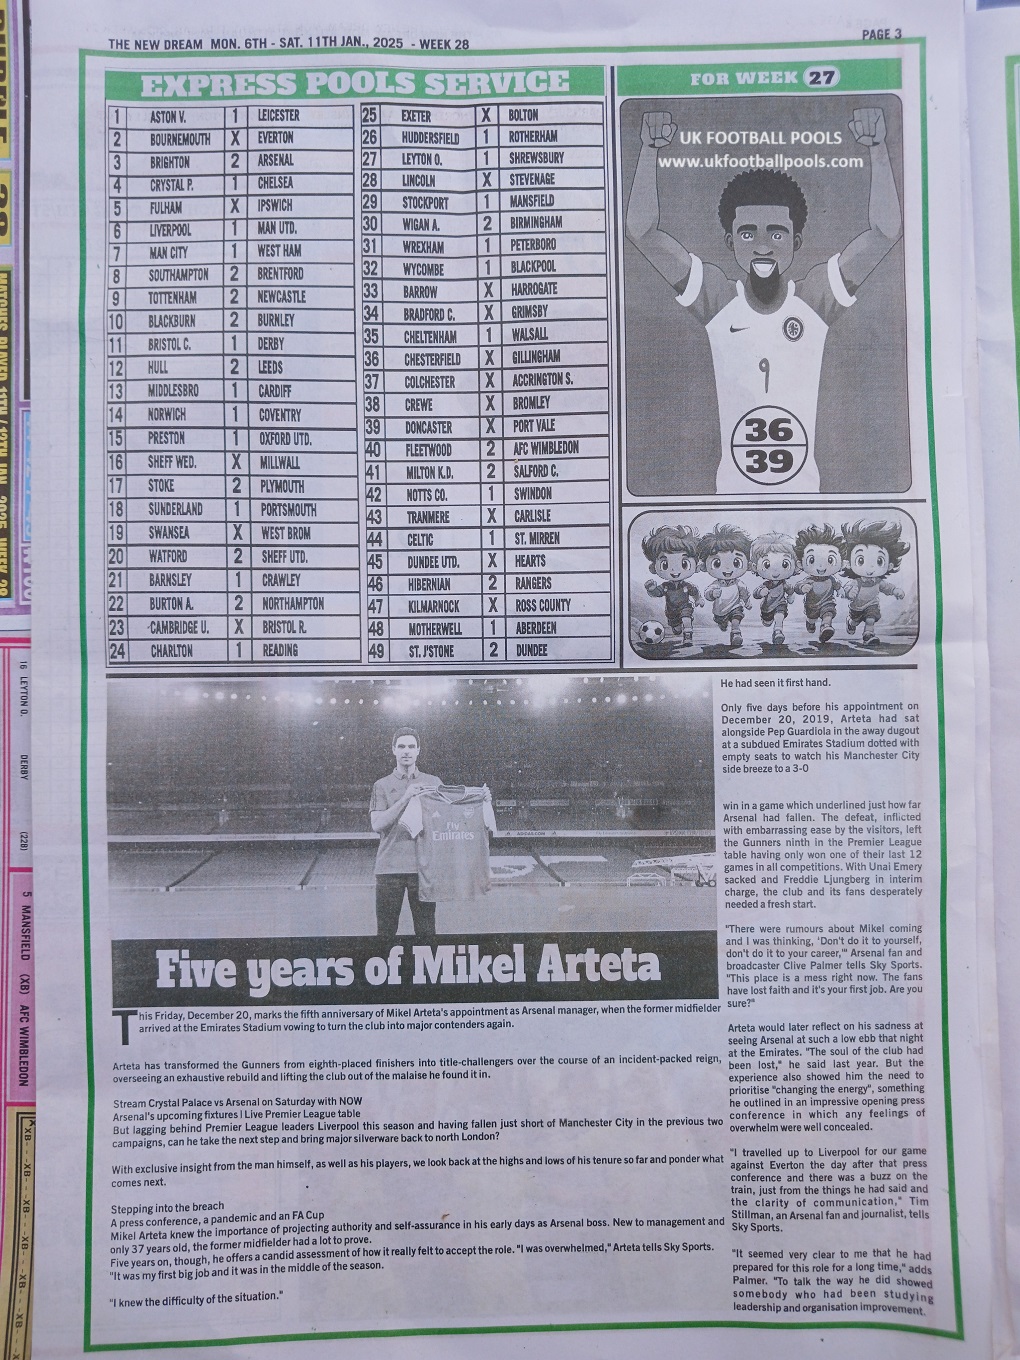 THE NEW DREAM MON. 6TH - SAT. 11TH JAN., 2025 - WEEK 28
PAGE 3
EXPRESS POOLS SERVICE
1 ASTON V. 1 LEICESTER
2 BOURNEMOUTH X EVERTON
3 BRIGHTON 2 ARSENAL
4 CRYSTAL P. 1 CHELSEA
5 FULHAM X IPSWICH
6 LIVERPOOL 1 MAN UTD.
7 MAN CITY 1 WEST HAM
8 SOUTHAMPTON 2 BRENTFORD
9 TOTTENHAM 2 NEWCASTLE
10 BLACKBURN 2 BURNLEY
11 BRISTOL C. 1 DERBY
12 HULL 2 LEEDS
13 MIDDLESBRO 1 CARDIFF
14 NORWICH 1 COVENTRY
15 PRESTON 1 OXFORD UTD.
16 SHEFF WED. X MILLWALL
17 STOKE 2 PLYMOUTH
18 SUNDERLAND 1 PORTSMOUTH
19 SWANSEA X WEST BROM
20 WATFORD 2 SHEFF UTD.
21 BARNSLEY 1 CRAWLEY
22 BURTON A. 2 NORTHAMPTON
23 CAMBRIDGE U. X BRISTOL R.
24 CHARLTON 1 READING
25 EXETER X BOLTON
26 HUDDERSFIELD 1 ROTHERHAM
27 LEYTON O. 1 SHREWSBURY
28 LINCOLN X STEVENAGE
29 STOCKPORT 1 MANSFIELD
30 WIGAN A. 2 BIRMINGHAM
31 WREXHAM 1 PETERBORO
32 WYCOMBE 1 BLACKPOOL
33 BARROW X HARROGATE
34 BRADFORD C. X GRIMSBY
35 CHELTENHAM 1 WALSALL
36 CHESTERFIELD X GILLINGHAM
37 COLCHESTER X ACCRINGTON S.
38 CREWE X BROMLEY
39 DONCASTER X PORT VALE
40 FLEETWOOD 2 AFC WIMBLEDON
41 MILTON K.D. 2 SALFORD C.
42 NOTTS CO. 1 SWINDON
43 TRANMERE X CARLISLE
44 CELTIC 1 ST. MIRREN
45 DUNDEE UTD. X HEARTS
46 HIBERNIAN 2 RANGERS
47 KILMARNOCK X ROSS COUNTY
48 MOTHERWELL 1 ABERDEEN
49 ST. J'STONE 2 DUNDEE
FOR WEEK 27
UK FOOTBALL POOLS
www.ukfootballpools.com
9
36
39
Fly
Emirates
Five years of Mikel Arteta
This Friday, December 20, marks the fifth anniversary of Mikel Arteta's appointment as Arsenal manager, when the former midfielder
arrived at the Emirates Stadium vowing to turn the club into major contenders again.
Arteta has transformed the Gunners from eighth-placed finishers into title-challengers over the course of an incident-packed reign,
overseeing an exhaustive rebuild and lifting the club out of the malaise he found it in.
Stream Crystal Palace vs Arsenal on Saturday with NOW
Arsenal's upcoming fixtures | Live Premier League table
But lagging behind Premier League leaders Liverpool this season and having fallen just short of Manchester City in the previous two
campaigns, can he take the next step and bring major silverware back to north London?
With exclusive insight from the man himself, as well as his players, we look back at the highs and lows of his tenure so far and ponder what
comes next.
Stepping into the breach
A press conference, a pandemic and an FA Cup
Mikel Arteta knew the importance of projecting authority and self-assurance in his early days as Arsenal boss. New to management and
only 37 years old, the former midfielder had a lot to prove.
Five years on, though, he offers a candid assessment of how it really felt to accept the role. "I was overwhelmed," Arteta tells Sky Sports.
"It was my first big job and it was in the middle of the season.
"I knew the difficulty of the situation."
He had seen it first hand.
Only five days before his appointment on
December 20, 2019, Arteta had sat
alongside Pep Guardiola in the away dugout
at a subdued Emirates Stadium dotted with
empty seats to watch his Manchester City
side breeze to a 3-0
win in a game which underlined just how far
Arsenal had fallen. The defeat, inflicted
with embarrassing ease by the visitors, left
the Gunners ninth in the Premier League
table having only won one of their last 12
games in all competitions. With Unai Emery
sacked and Freddie Ljungberg in interim
charge, the club and its fans desperately
needed a fresh start.
"There were rumours about Mikel coming
and I was thinking, 'Don't do it to yourself,
don't do it to your career,'" Arsenal fan and
broadcaster Clive Palmer tells Sky Sports.
"This place is a mess right now. The fans
have lost faith and it's your first job. Are you
sure?"
Arteta would later reflect on his sadness at
seeing Arsenal at such a low ebb that night
at the Emirates. "The soul of the club had
been lost," he said last year. But the
experience also showed him the need to
prioritise "changing the energy", something
he outlined in an impressive opening press
conference in which any feelings of
overwhelm were well concealed.
"I travelled up to Liverpool for our game
against Everton the day after that press
conference and there was a buzz on the
train, just from the things he had said and
the clarity of communication," Tim
Stillman, an Arsenal fan and journalist, tells
Sky Sports.
"It seemed very clear to me that he had
prepared for this role for a long time," adds
Palmer. "To talk the way he did showed
somebody who had been studying
leadership and organisation improvement.
16 LEYTON O. DERBY (22B)
5 MANSFIELD (XB) AFC WIMBLEDON